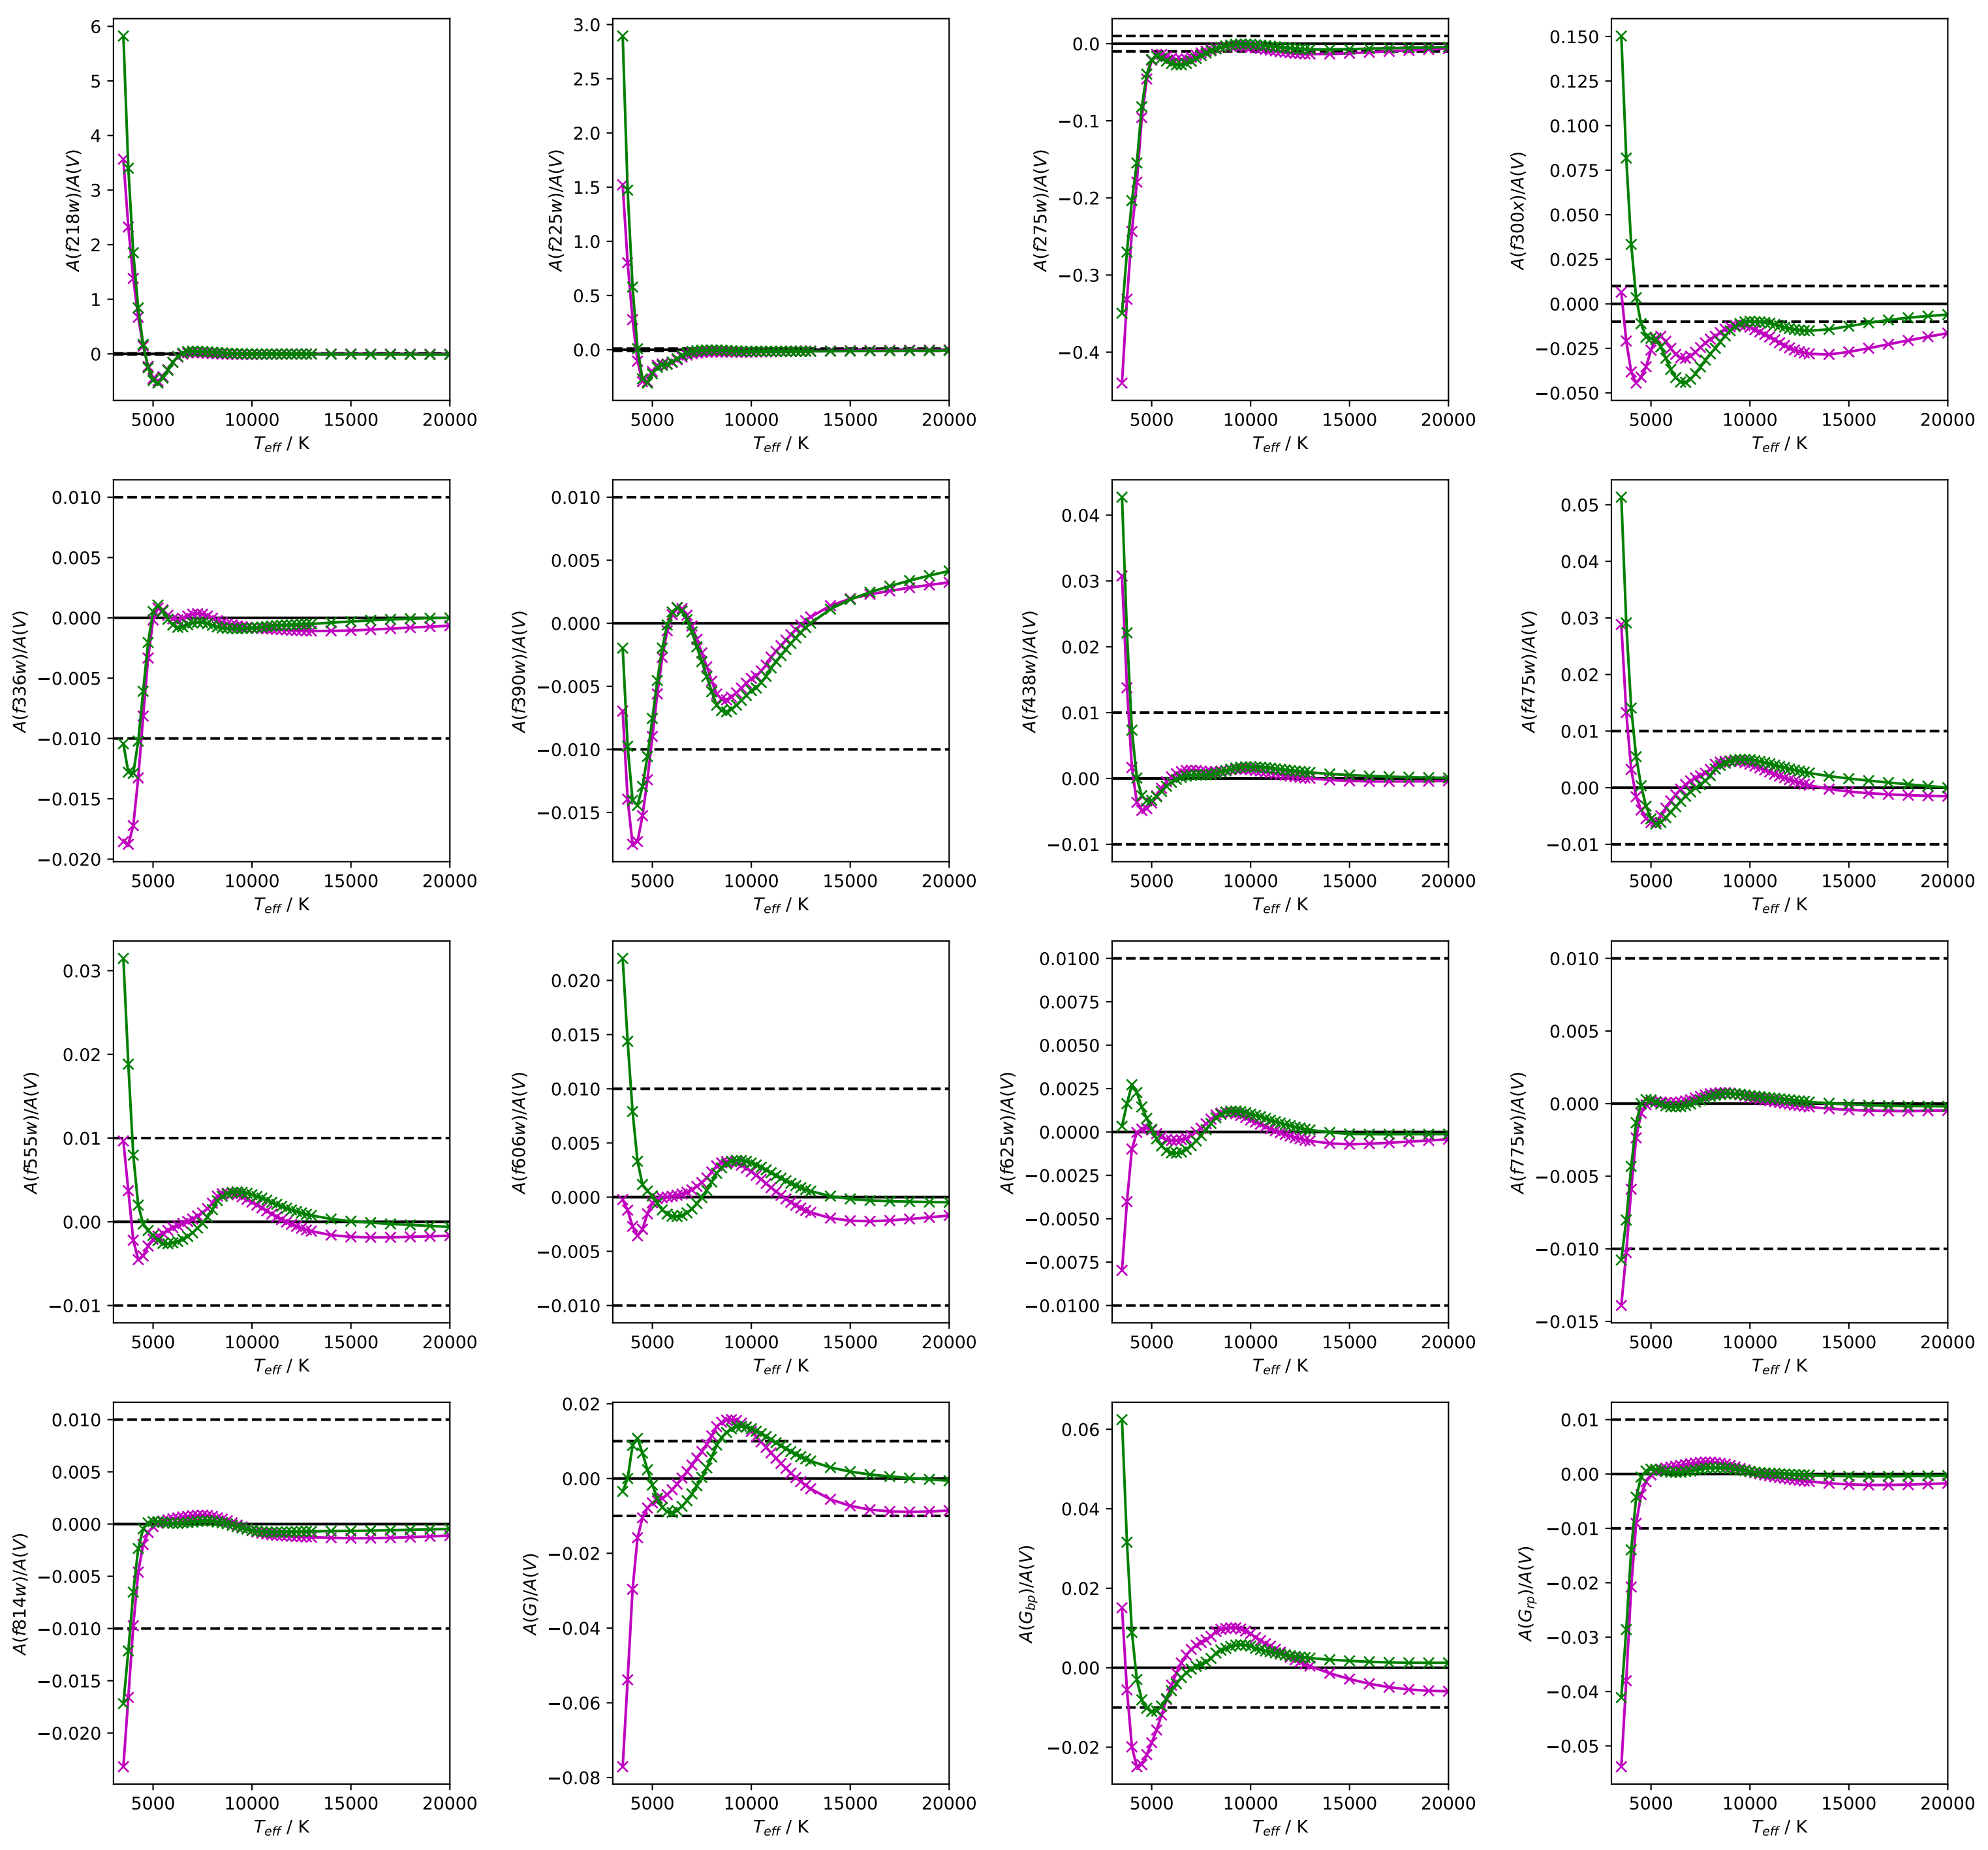 6
5
4
3
2
1
0
A(f218w)/A(V)
5000 10000 15000 20000
T_eff / K
3.0
2.5
2.0
1.5
1.0
0.5
0.0
A(f225w)/A(V)
5000 10000 15000 20000
T_eff / K
0.0
−0.1
−0.2
−0.3
−0.4
A(f275w)/A(V)
5000 10000 15000 20000
T_eff / K
0.150
0.125
0.100
0.075
0.050
0.025
0.000
−0.025
−0.050
A(f300x)/A(V)
5000 10000 15000 20000
T_eff / K
0.010
0.005
0.000
−0.005
−0.010
−0.015
−0.020
A(f336w)/A(V)
5000 10000 15000 20000
T_eff / K
0.010
0.005
0.000
−0.005
−0.010
−0.015
A(f390w)/A(V)
5000 10000 15000 20000
T_eff / K
0.04
0.03
0.02
0.01
0.00
−0.01
A(f438w)/A(V)
5000 10000 15000 20000
T_eff / K
0.05
0.04
0.03
0.02
0.01
0.00
−0.01
A(f475w)/A(V)
5000 10000 15000 20000
T_eff / K
0.03
0.02
0.01
0.00
−0.01
A(f555w)/A(V)
5000 10000 15000 20000
T_eff / K
0.020
0.015
0.010
0.005
0.000
−0.005
−0.010
A(f606w)/A(V)
5000 10000 15000 20000
T_eff / K
0.0100
0.0075
0.0050
0.0025
0.0000
−0.0025
−0.0050
−0.0075
−0.0100
A(f625w)/A(V)
5000 10000 15000 20000
T_eff / K
0.010
0.005
0.000
−0.005
−0.010
−0.015
A(f775w)/A(V)
5000 10000 15000 20000
T_eff / K
0.010
0.005
0.000
−0.005
−0.010
−0.015
−0.020
A(f814w)/A(V)
5000 10000 15000 20000
T_eff / K
0.02
0.00
−0.02
−0.04
−0.06
−0.08
A(G)/A(V)
5000 10000 15000 20000
T_eff / K
0.06
0.04
0.02
0.00
−0.02
A(G_bp)/A(V)
5000 10000 15000 20000
T_eff / K
0.01
0.00
−0.01
−0.02
−0.03
−0.04
−0.05
A(G_rp)/A(V)
5000 10000 15000 20000
T_eff / K